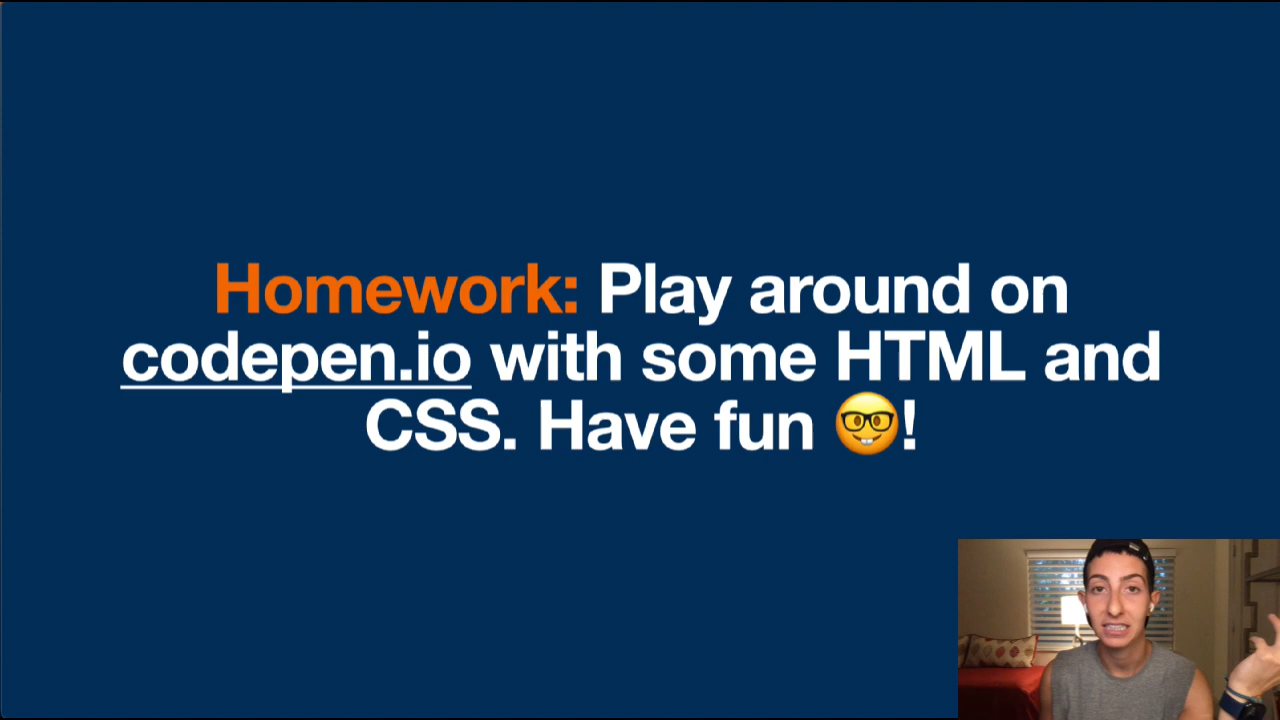 Homework: Play around on
codepen.io with some HTML and
CSS. Have fun 🤓!